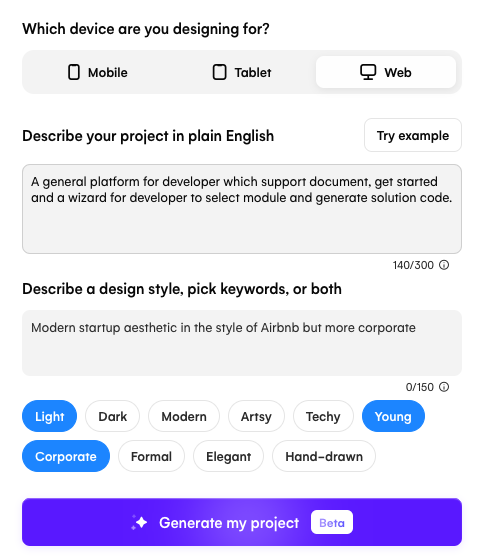 Which device are you designing for?
Mobile Tablet Web
Describe your project in plain English Try example
A general platform for developer which support document, get started
and a wizard for developer to select module and generate solution code.
140/300
Describe a design style, pick keywords, or both
Modern startup aesthetic in the style of Airbnb but more corporate
0/150
Light Dark Modern Artsy Techy Young
Corporate Formal Elegant Hand-drawn
Generate my project Beta